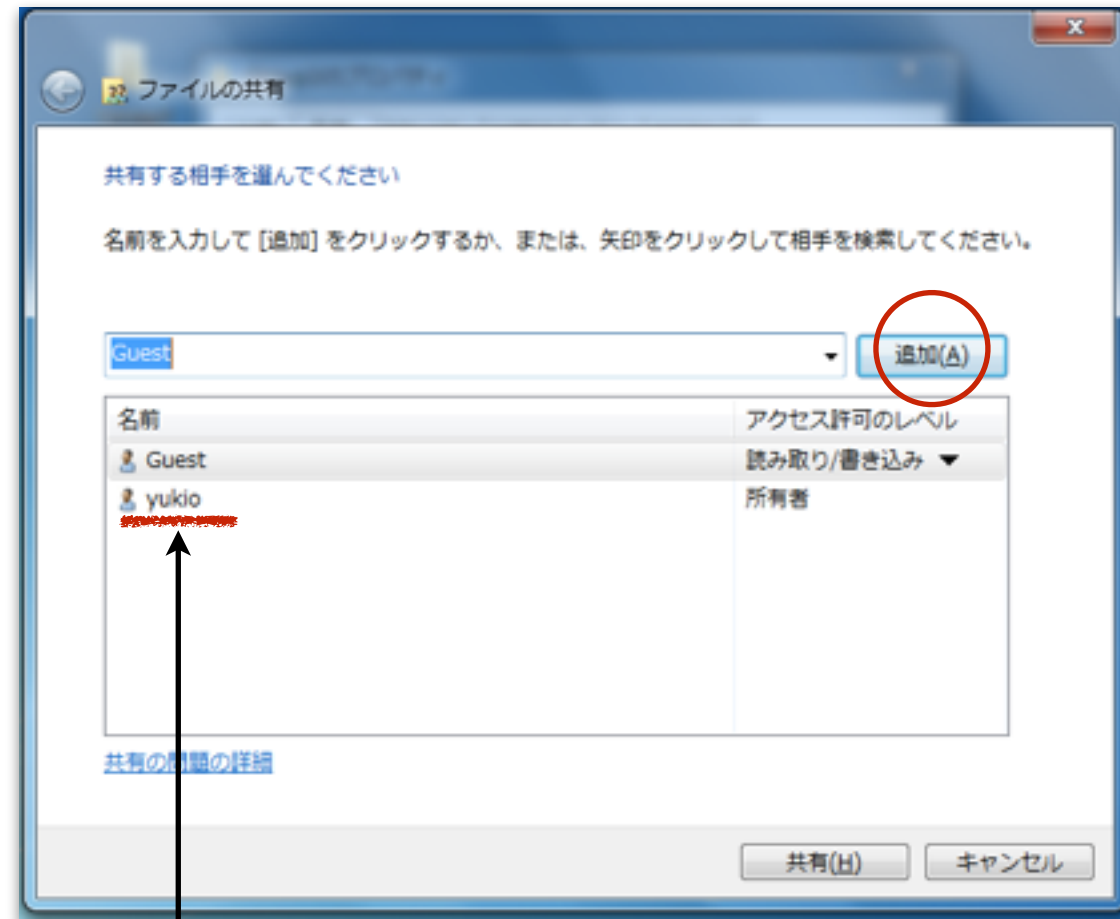 ファイルの共有
共有する相手を選んでください
名前を入力して [追加] をクリックするか、または、矢印をクリックして相手を検索してください。
Guest 追加(A)
名前 アクセス許可のレベル
Guest 読み取り/書き込み
yukio 所有者
共有の問題の詳細
共有(H) キャンセル